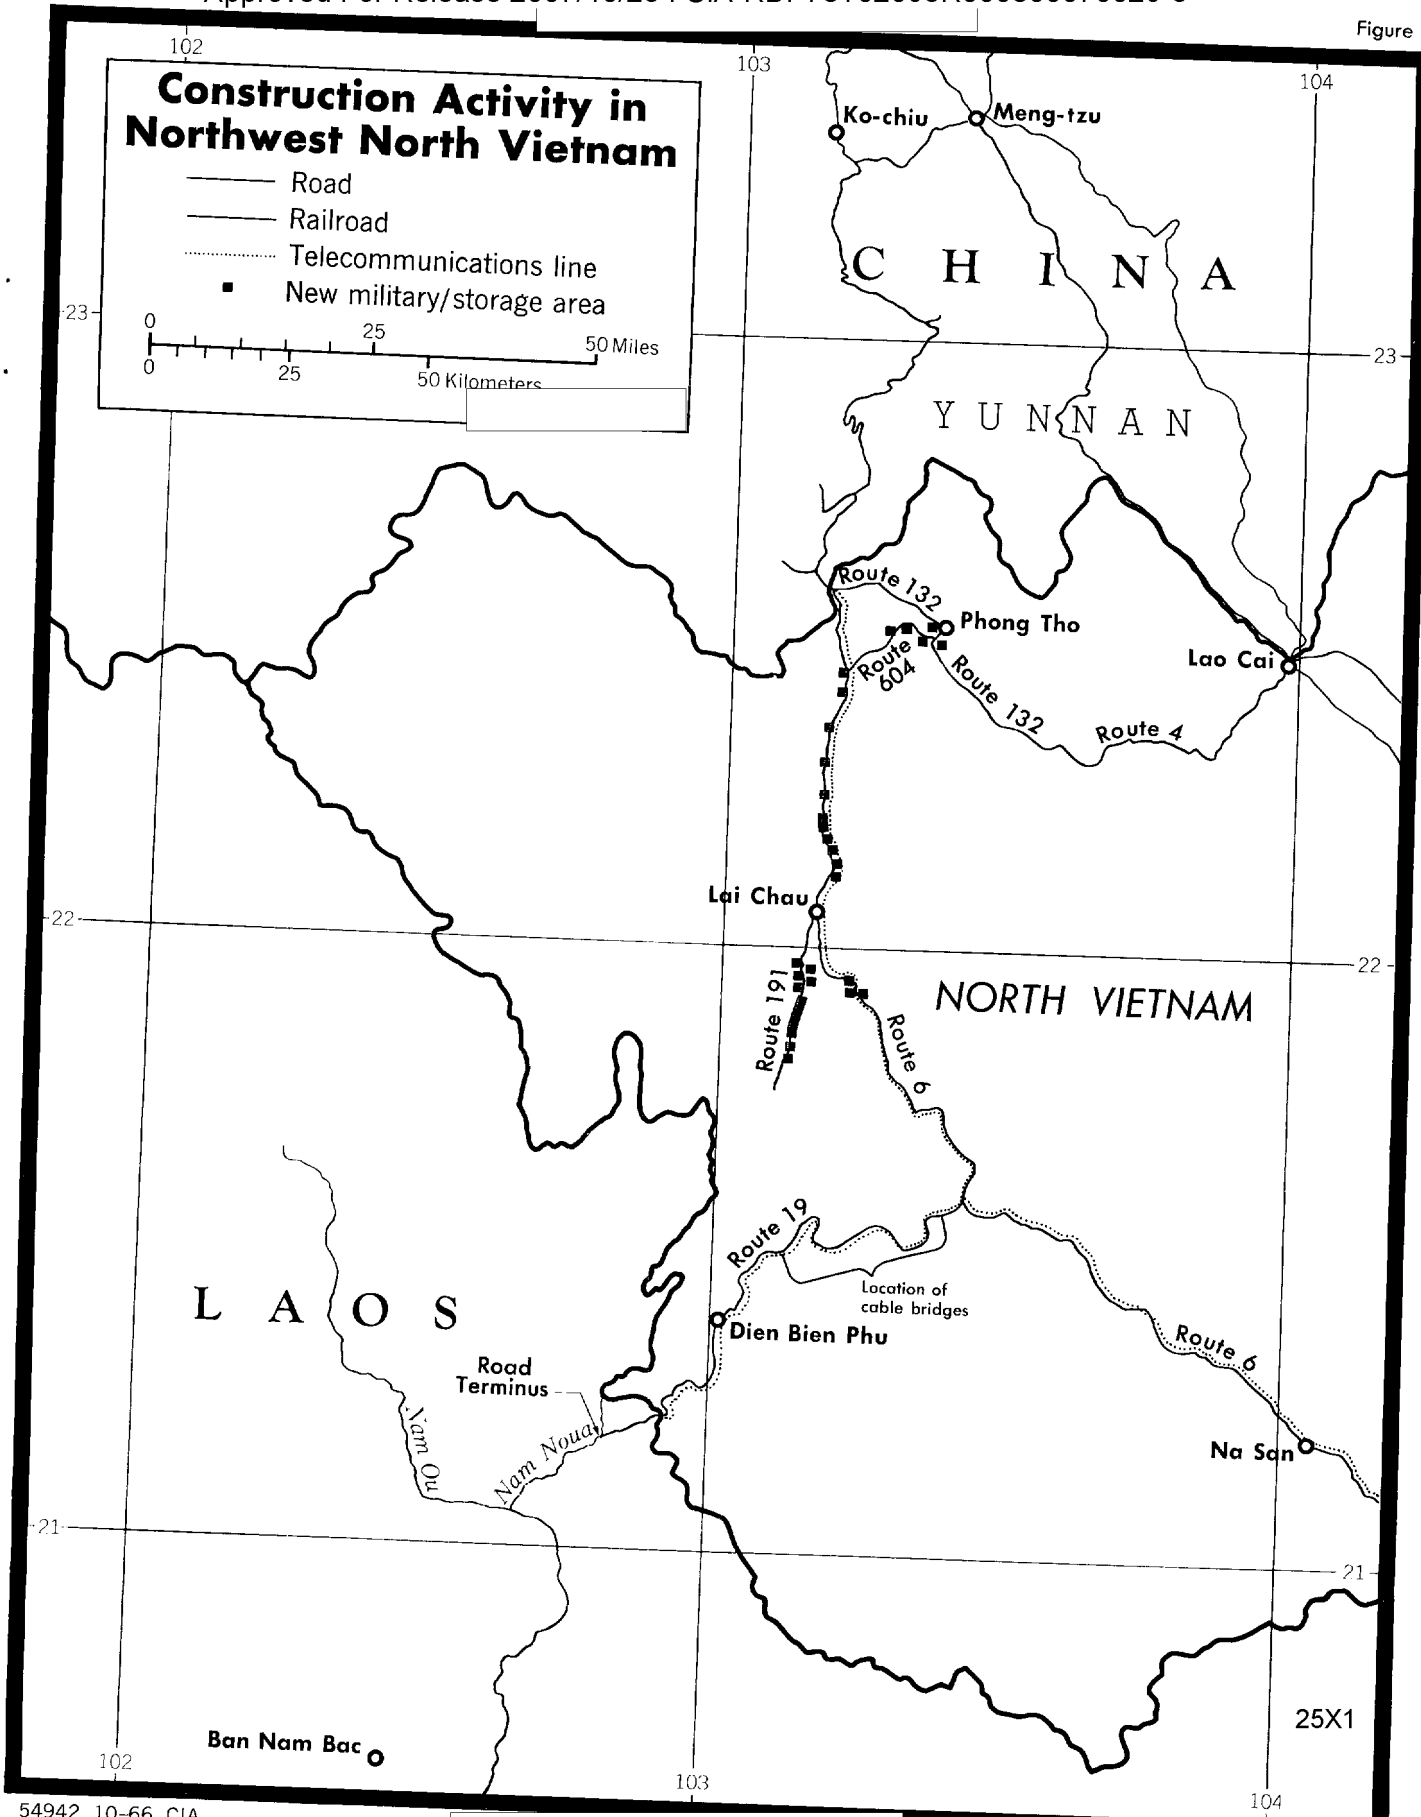 Figure
102
103
104
Construction Activity in
Northwest North Vietnam
Road
Railroad
Telecommunications line
New military/storage area
0
25
50 Miles
0
25
50 Kilometers
Ko-chiu
Meng-tzu
C H I N A
23
23
Y U N N A N
Route 132
Phong Tho
Route
604
Route 132
Lao Cai
Route 4
Lai Chau
22
22
NORTH VIETNAM
Route 191
Route 6
Route 19
Location of
cable bridges
L A O S
Dien Bien Phu
Road
Terminus
Route 6
Nam Ou
Nam Noua
Na San
21
21
25X1
Ban Nam Bac
102
103
104
54942 10-66 CIA